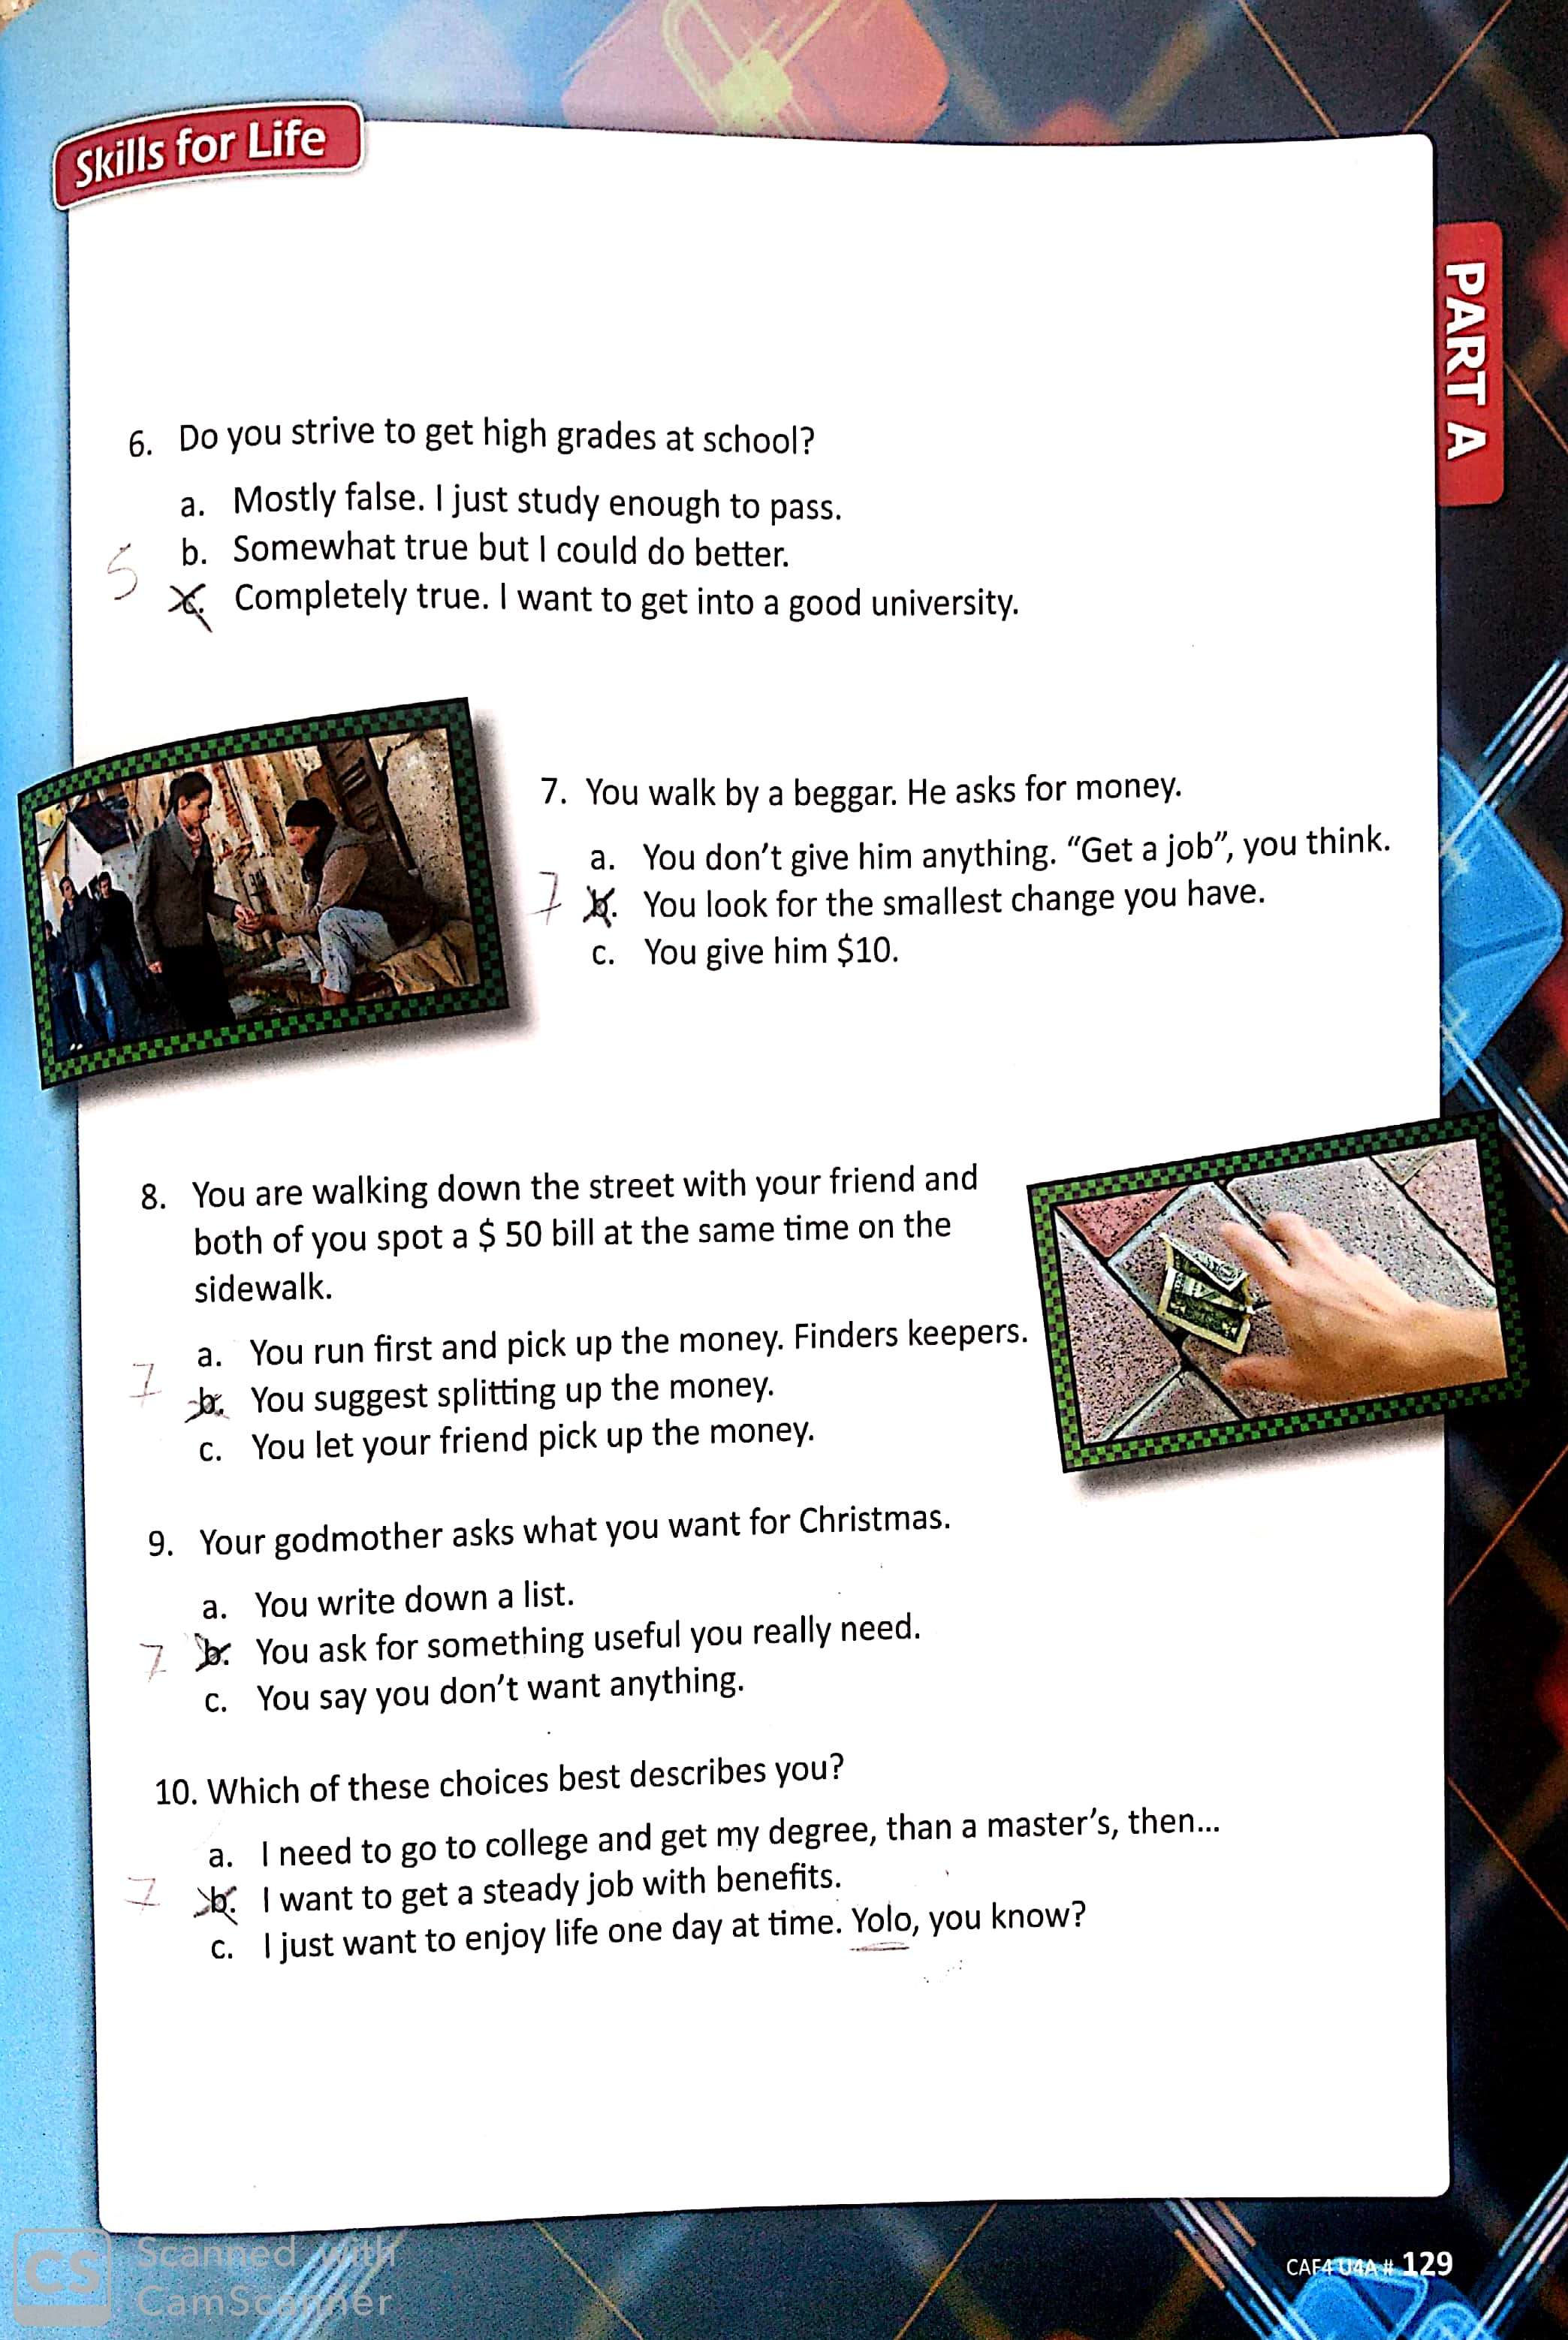 Skills for Life
PART A
6. Do you strive to get high grades at school?
a. Mostly false. I just study enough to pass.
b. Somewhat true but I could do better.
5
c. Completely true. I want to get into a good university.
7. You walk by a beggar. He asks for money.
a. You don't give him anything. “Get a job”, you think.
7 b. You look for the smallest change you have.
c. You give him $10.
8. You are walking down the street with your friend and
both of you spot a $ 50 bill at the same time on the
sidewalk.
a. You run first and pick up the money. Finders keepers.
7 b. You suggest splitting up the money.
c. You let your friend pick up the money.
9. Your godmother asks what you want for Christmas.
a. You write down a list.
7 b. You ask for something useful you really need.
c. You say you don't want anything.
10. Which of these choices best describes you?
a. I need to go to college and get my degree, than a master's, then...
7 b. I want to get a steady job with benefits.
c. I just want to enjoy life one day at time. Yolo, you know?
CAF4 U4A # 129
CS Scanned with
CamScanner